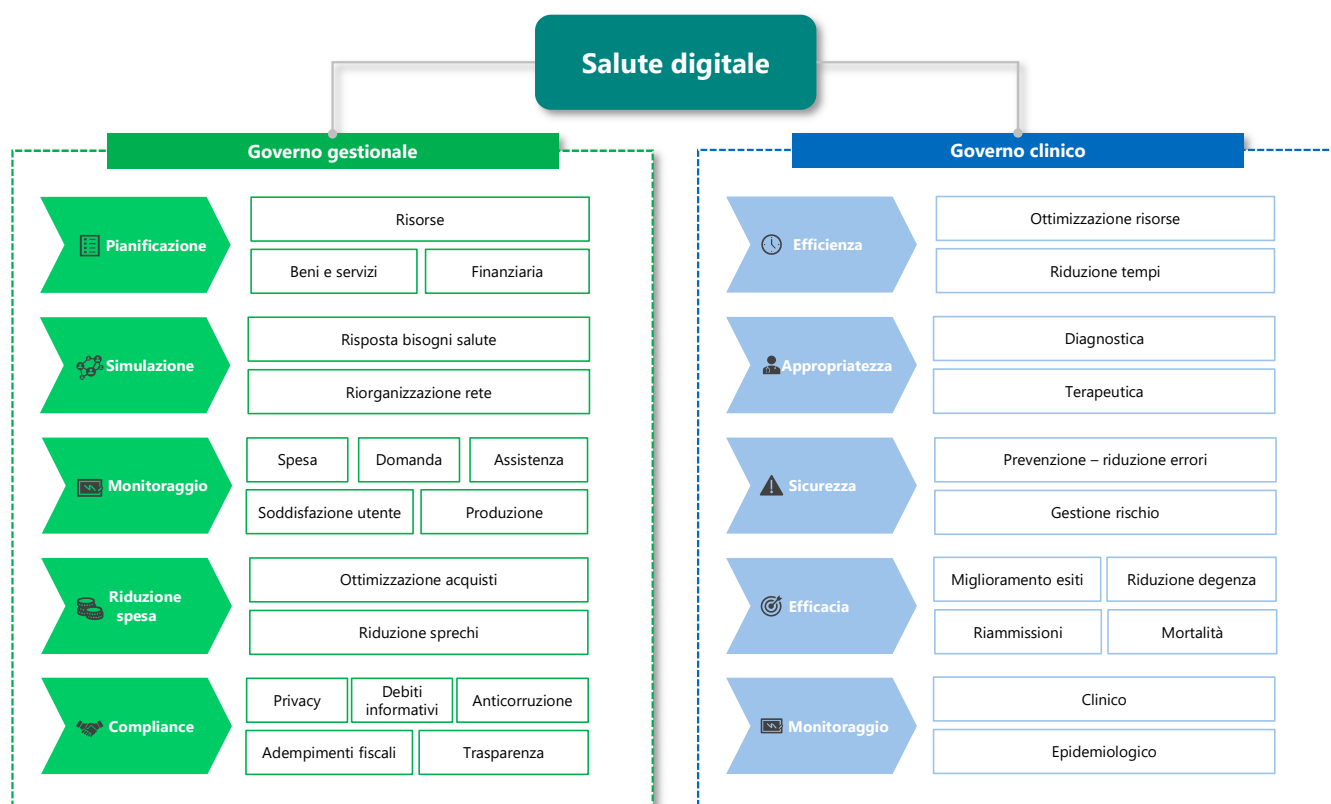 Salute digitale
Governo gestionale
Pianificazione
Risorse
Beni e servizi
Finanziaria
Simulazione
Risposta bisogni salute
Riorganizzazione rete
Monitoraggio
Spesa
Domanda
Assistenza
Soddisfazione utente
Produzione
Riduzione
spesa
Ottimizzazione acquisti
Riduzione sprechi
Compliance
Privacy
Debiti
informativi
Anticorruzione
Adempimenti fiscali
Trasparenza
Governo clinico
Efficienza
Ottimizzazione risorse
Riduzione tempi
Appropriatezza
Diagnostica
Terapeutica
Sicurezza
Prevenzione – riduzione errori
Gestione rischio
Efficacia
Miglioramento esiti
Riduzione degenza
Riammissioni
Mortalità
Monitoraggio
Clinico
Epidemiologico